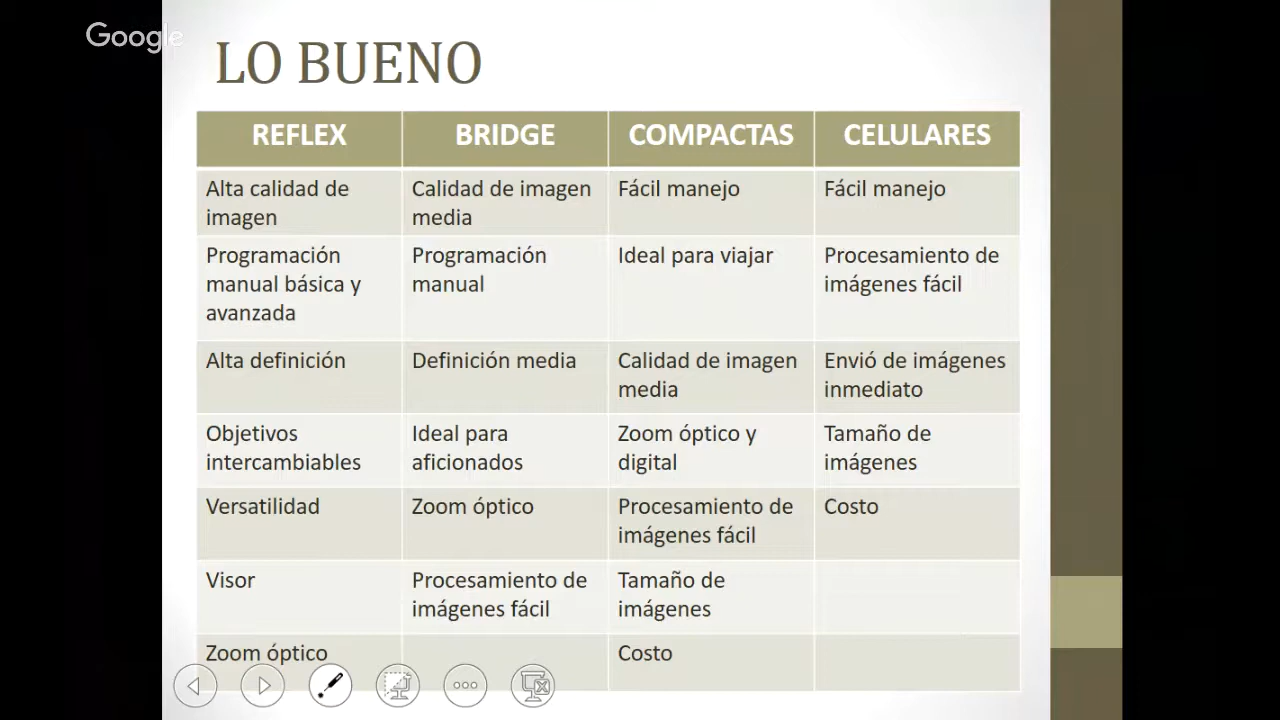 Google
LO BUENO
REFLEX BRIDGE COMPACTAS CELULARES
Alta calidad de
imagen
Calidad de imagen
media
Fácil manejo
Fácil manejo
Programación
manual básica y
avanzada
Programación
manual
Ideal para viajar
Procesamiento de
imágenes fácil
Alta definición
Definición media
Calidad de imagen
media
Envió de imágenes
inmediato
Objetivos
intercambiables
Ideal para
aficionados
Zoom óptico y
digital
Tamaño de
imágenes
Versatilidad
Zoom óptico
Procesamiento de
imágenes fácil
Costo
Visor
Procesamiento de
imágenes fácil
Tamaño de
imágenes
Zoom óptico
Costo